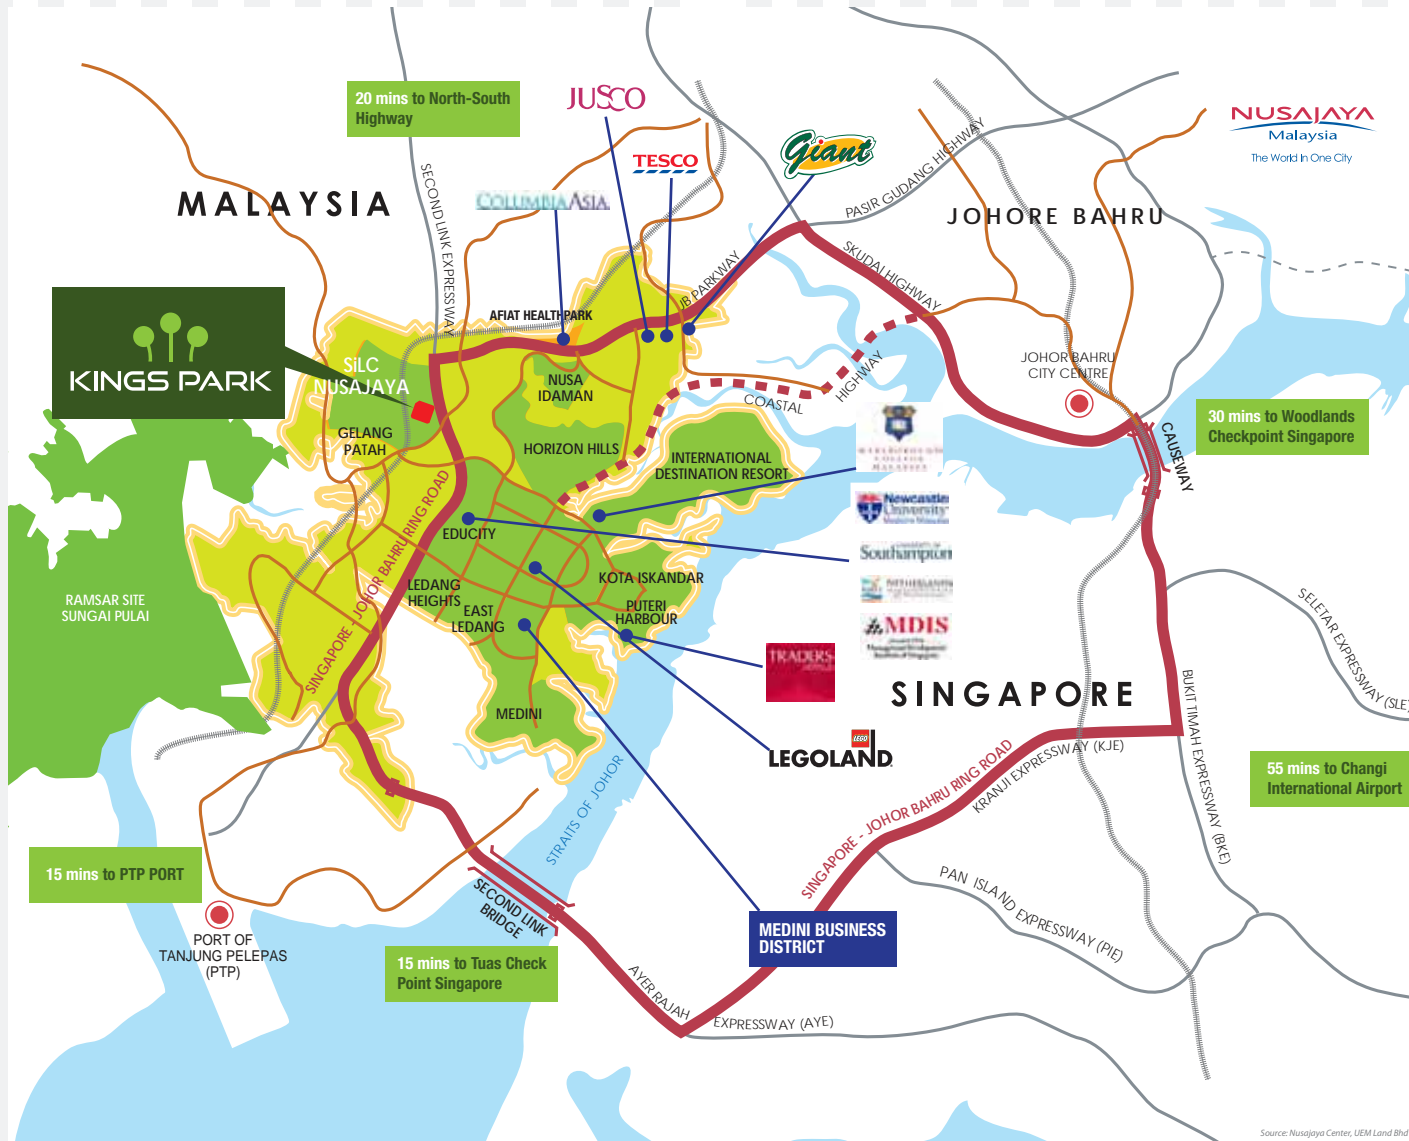 20 mins to North-South
Highway
JUSCO
TESCO
giant
NUSAJAYA
Malaysia
The World In One City
COLUMBIA ASIA
MALAYSIA
SECOND LINK EXPRESSWAY
PASIR GUDANG HIGHWAY
JOHORE BAHRU
SKUDAI HIGHWAY
JB PARKWAY
AFIAT HEALTHPARK
KINGS PARK
SiLC
NUSAJAYA
NUSA
IDAMAN
JOHOR BAHRU
CITY CENTRE
COASTAL
HIGHWAY
GELANG
PATAH
HORIZON HILLS
INTERNATIONAL
DESTINATION RESORT
30 mins to Woodlands
Checkpoint Singapore
CAUSEWAY
Newcastle
University
Southampton
MDIS
EDUCITY
SINGAPORE - JOHOR BAHRU RING ROAD
LEDANG
HEIGHTS
EAST
LEDANG
KOTA ISKANDAR
PUTERI
HARBOUR
RAMSAR SITE
SUNGAI PULAI
TRADERS
SINGAPORE
SELETAR EXPRESSWAY (SLE)
BUKIT TIMAH EXPRESSWAY (BKE)
MEDINI
LEGO
LEGOLAND
STRAITS OF JOHOR
KRANJI EXPRESSWAY (KJE)
SINGAPORE - JOHOR BAHRU RING ROAD
55 mins to Changi
International Airport
15 mins to PTP PORT
PAN ISLAND EXPRESSWAY (PIE)
SECOND LINK
BRIDGE
MEDINI BUSINESS
DISTRICT
PORT OF
TANJUNG PELEPAS
(PTP)
15 mins to Tuas Check
Point Singapore
AYER RAJAH
EXPRESSWAY (AYE)
Source: Nusajaya Center, UEM Land Bhd